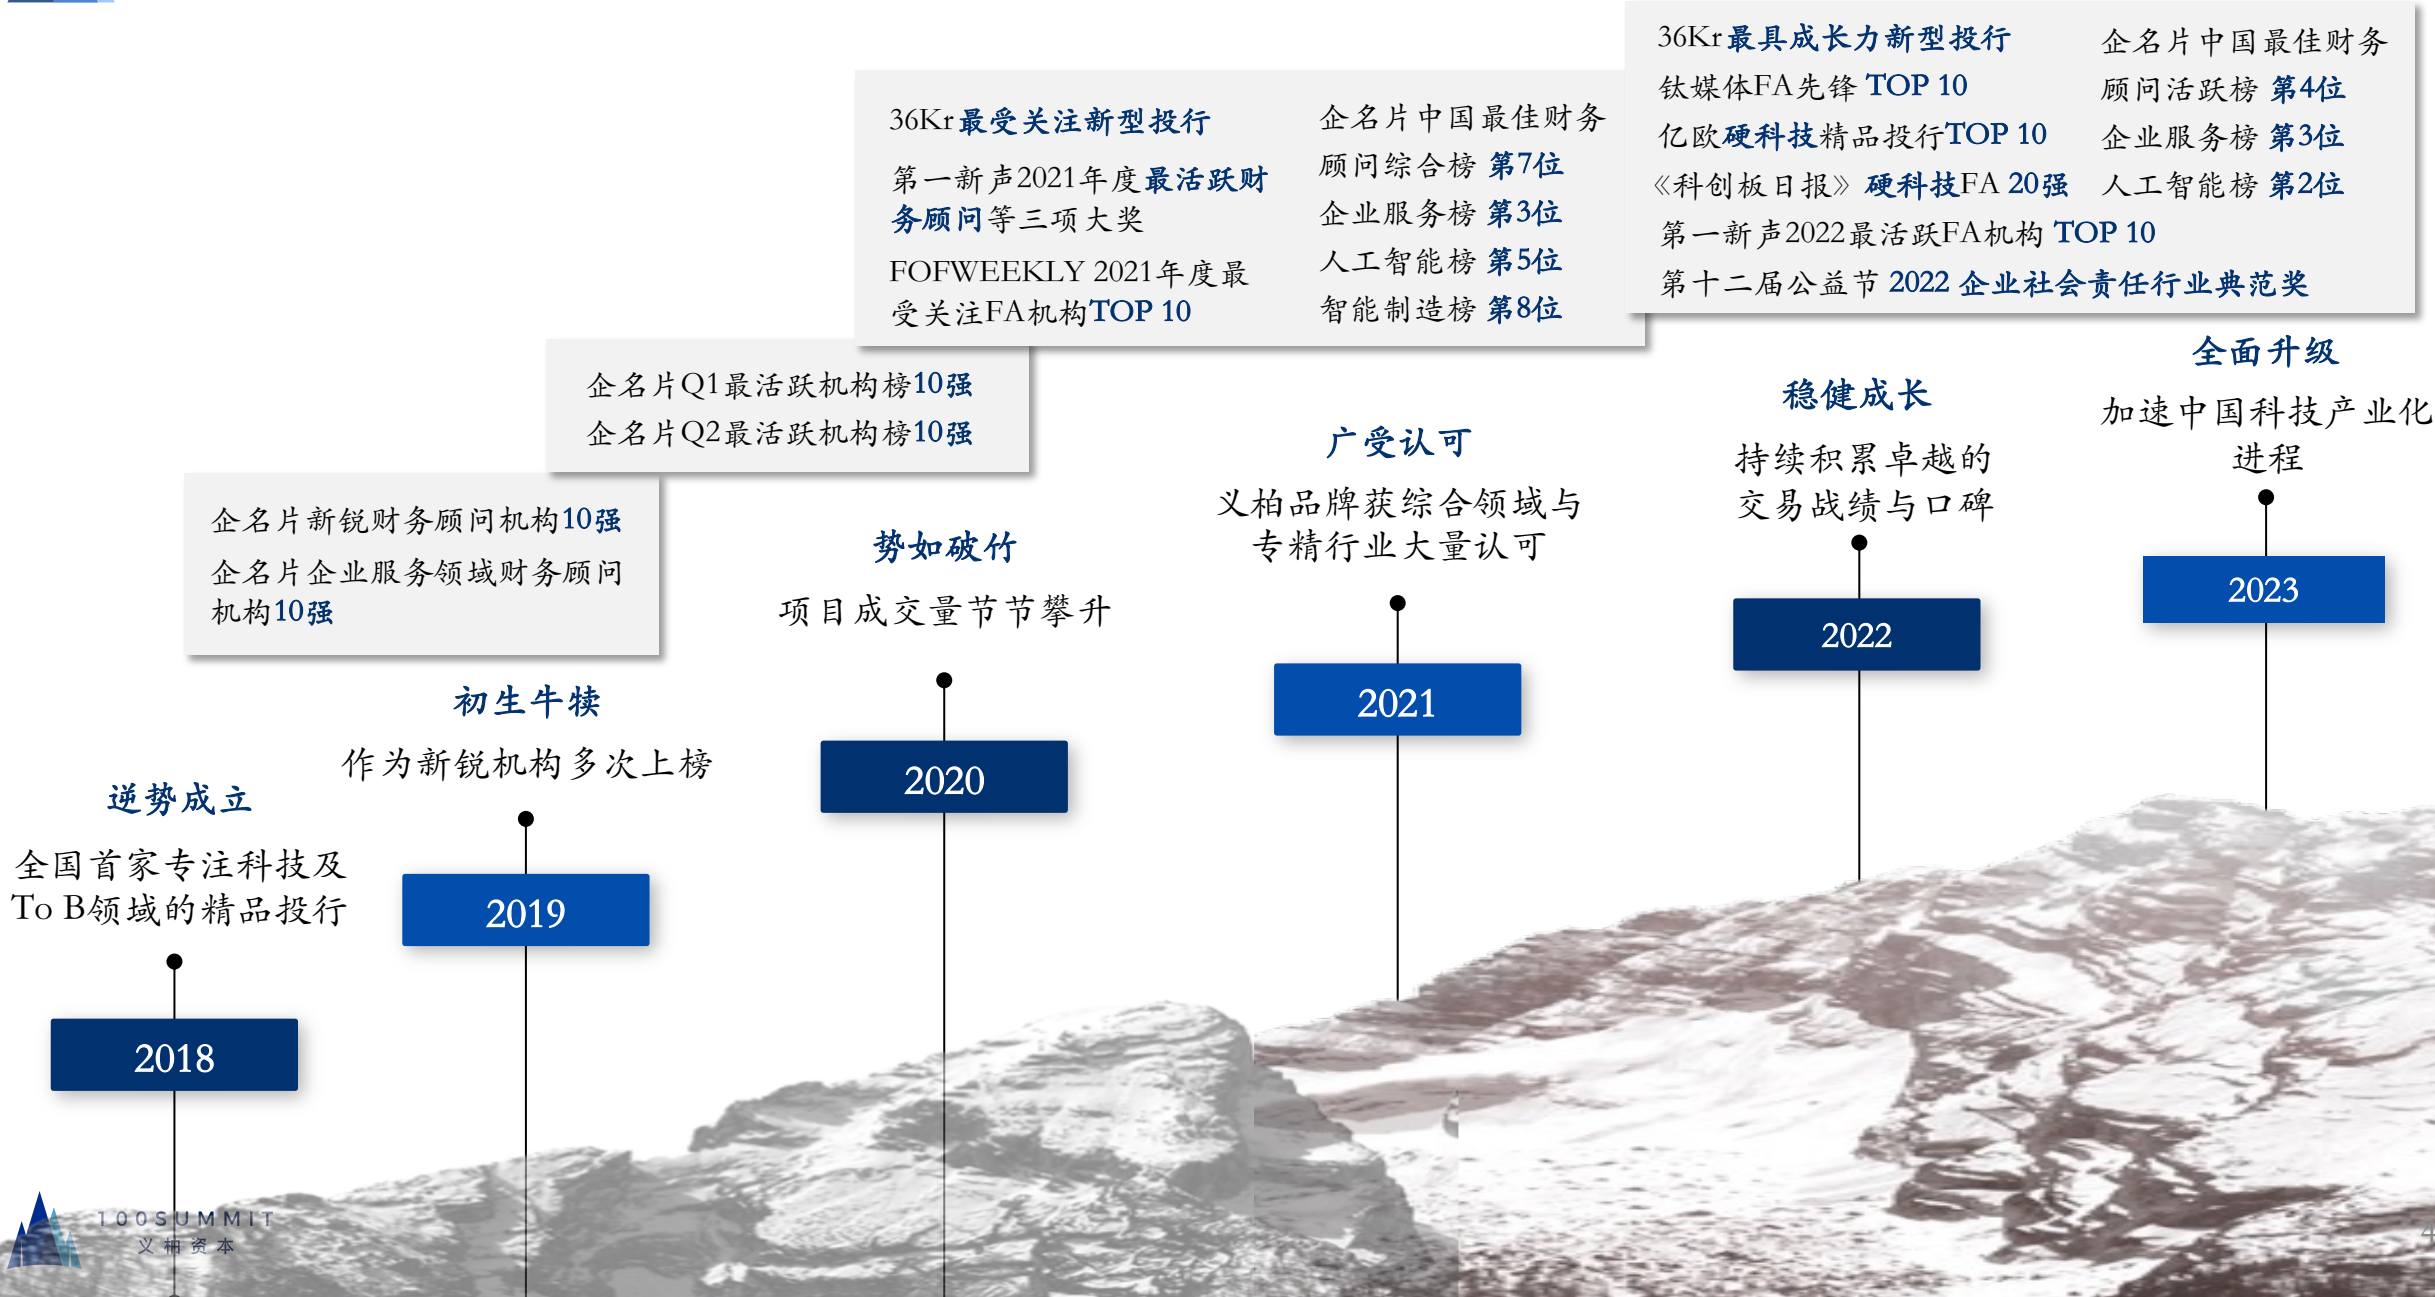 36Kr最具成长力新型投行
钛媒体FA先锋 TOP 10
亿欧硬科技精品投行TOP 10
《科创板日报》硬科技FA 20强
第一新声2022最活跃FA机构 TOP 10
第十二届公益节 2022 企业社会责任行业典范奖
企名片中国最佳财务
顾问活跃榜 第4位
企业服务榜 第3位
人工智能榜 第2位
36Kr最受关注新型投行
第一新声2021年度最活跃财
务顾问等三项大奖
FOFWEEKLY 2021年度最
受关注FA机构TOP 10
企名片中国最佳财务
顾问综合榜 第7位
企业服务榜 第3位
人工智能榜 第5位
智能制造榜 第8位
企名片Q1最活跃机构榜10强
企名片Q2最活跃机构榜10强
企名片新锐财务顾问机构10强
企名片企业服务领域财务顾问
机构10强
逆势成立
全国首家专注科技及
To B领域的精品投行
2018
初生牛犊
作为新锐机构多次上榜
2019
势如破竹
项目成交量节节攀升
2020
广受认可
义柏品牌获综合领域与
专精行业大量认可
2021
稳健成长
持续积累卓越的
交易战绩与口碑
2022
全面升级
加速中国科技产业化
进程
2023
100SUMMIT
义柏资本
4